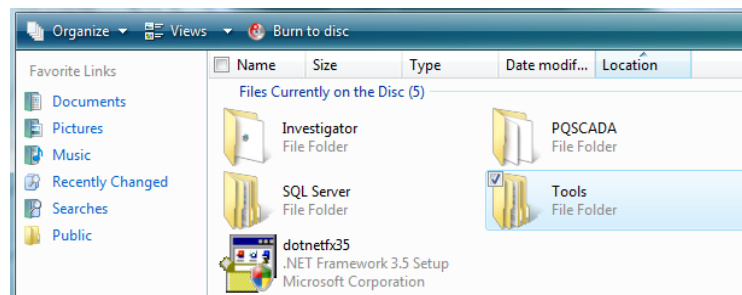 Organize Views Burn to disc
Favorite Links
Documents
Pictures
Music
Recently Changed
Searches
Public
Name Size Type Date modif... Location
Files Currently on the Disc (5)
Investigator
File Folder
PQSCADA
File Folder
SQL Server
File Folder
Tools
File Folder
dotnetfx35
.NET Framework 3.5 Setup
Microsoft Corporation